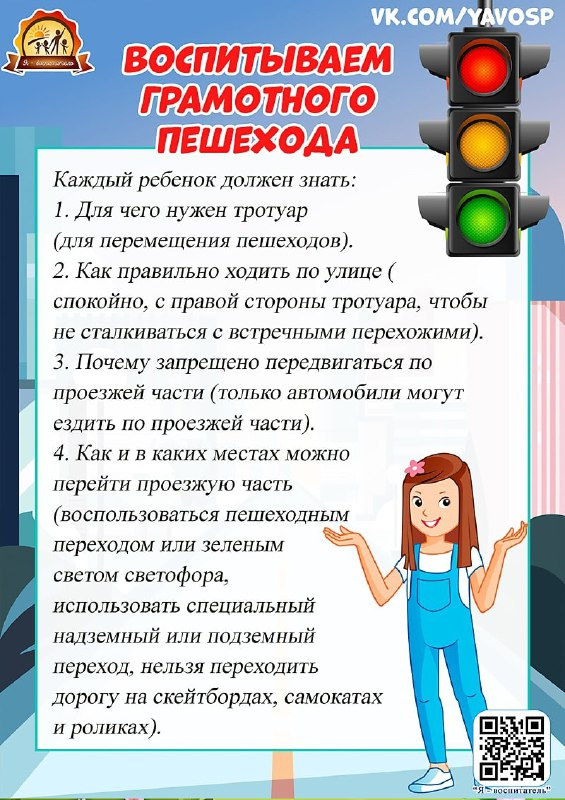 VK.COM/YAVOSP
Я - воспитатель
ВОСПИТЫВАЕМ
ГРАМОТНОГО
ПЕШЕХОДА
Каждый ребенок должен знать:
1. Для чего нужен тротуар
(для перемещения пешеходов).
2. Как правильно ходить по улице (
спокойно, с правой стороны тротуара, чтобы
не сталкиваться с встречными перехожими).
3. Почему запрещено передвигаться по
проезжей части (только автомобили могут
ездить по проезжей части).
4. Как и в каких местах можно
перейти проезжую часть
(воспользоваться пешеходным
переходом или зеленым
светом светофора,
использовать специальный
надземный или подземный
переход, нельзя переходить
дорогу на скейтбордах, самокатах
и роликах).
"Я - воспитатель"